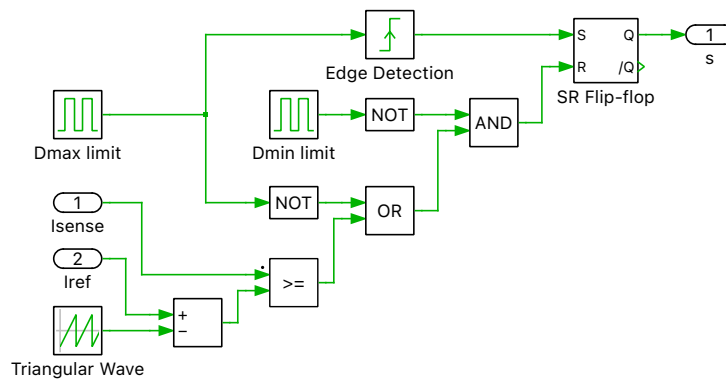 Edge Detection
S
Q
R
/Q
SR Flip-flop
1
s
Dmax limit
Dmin limit
NOT
AND
1
Isense
NOT
OR
2
Iref
>=
+
−
Triangular Wave